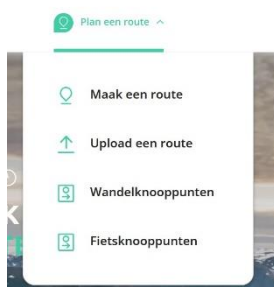 Plan een route
Maak een route
Upload een route
Wandelknooppunten
Fietsknooppunten
K